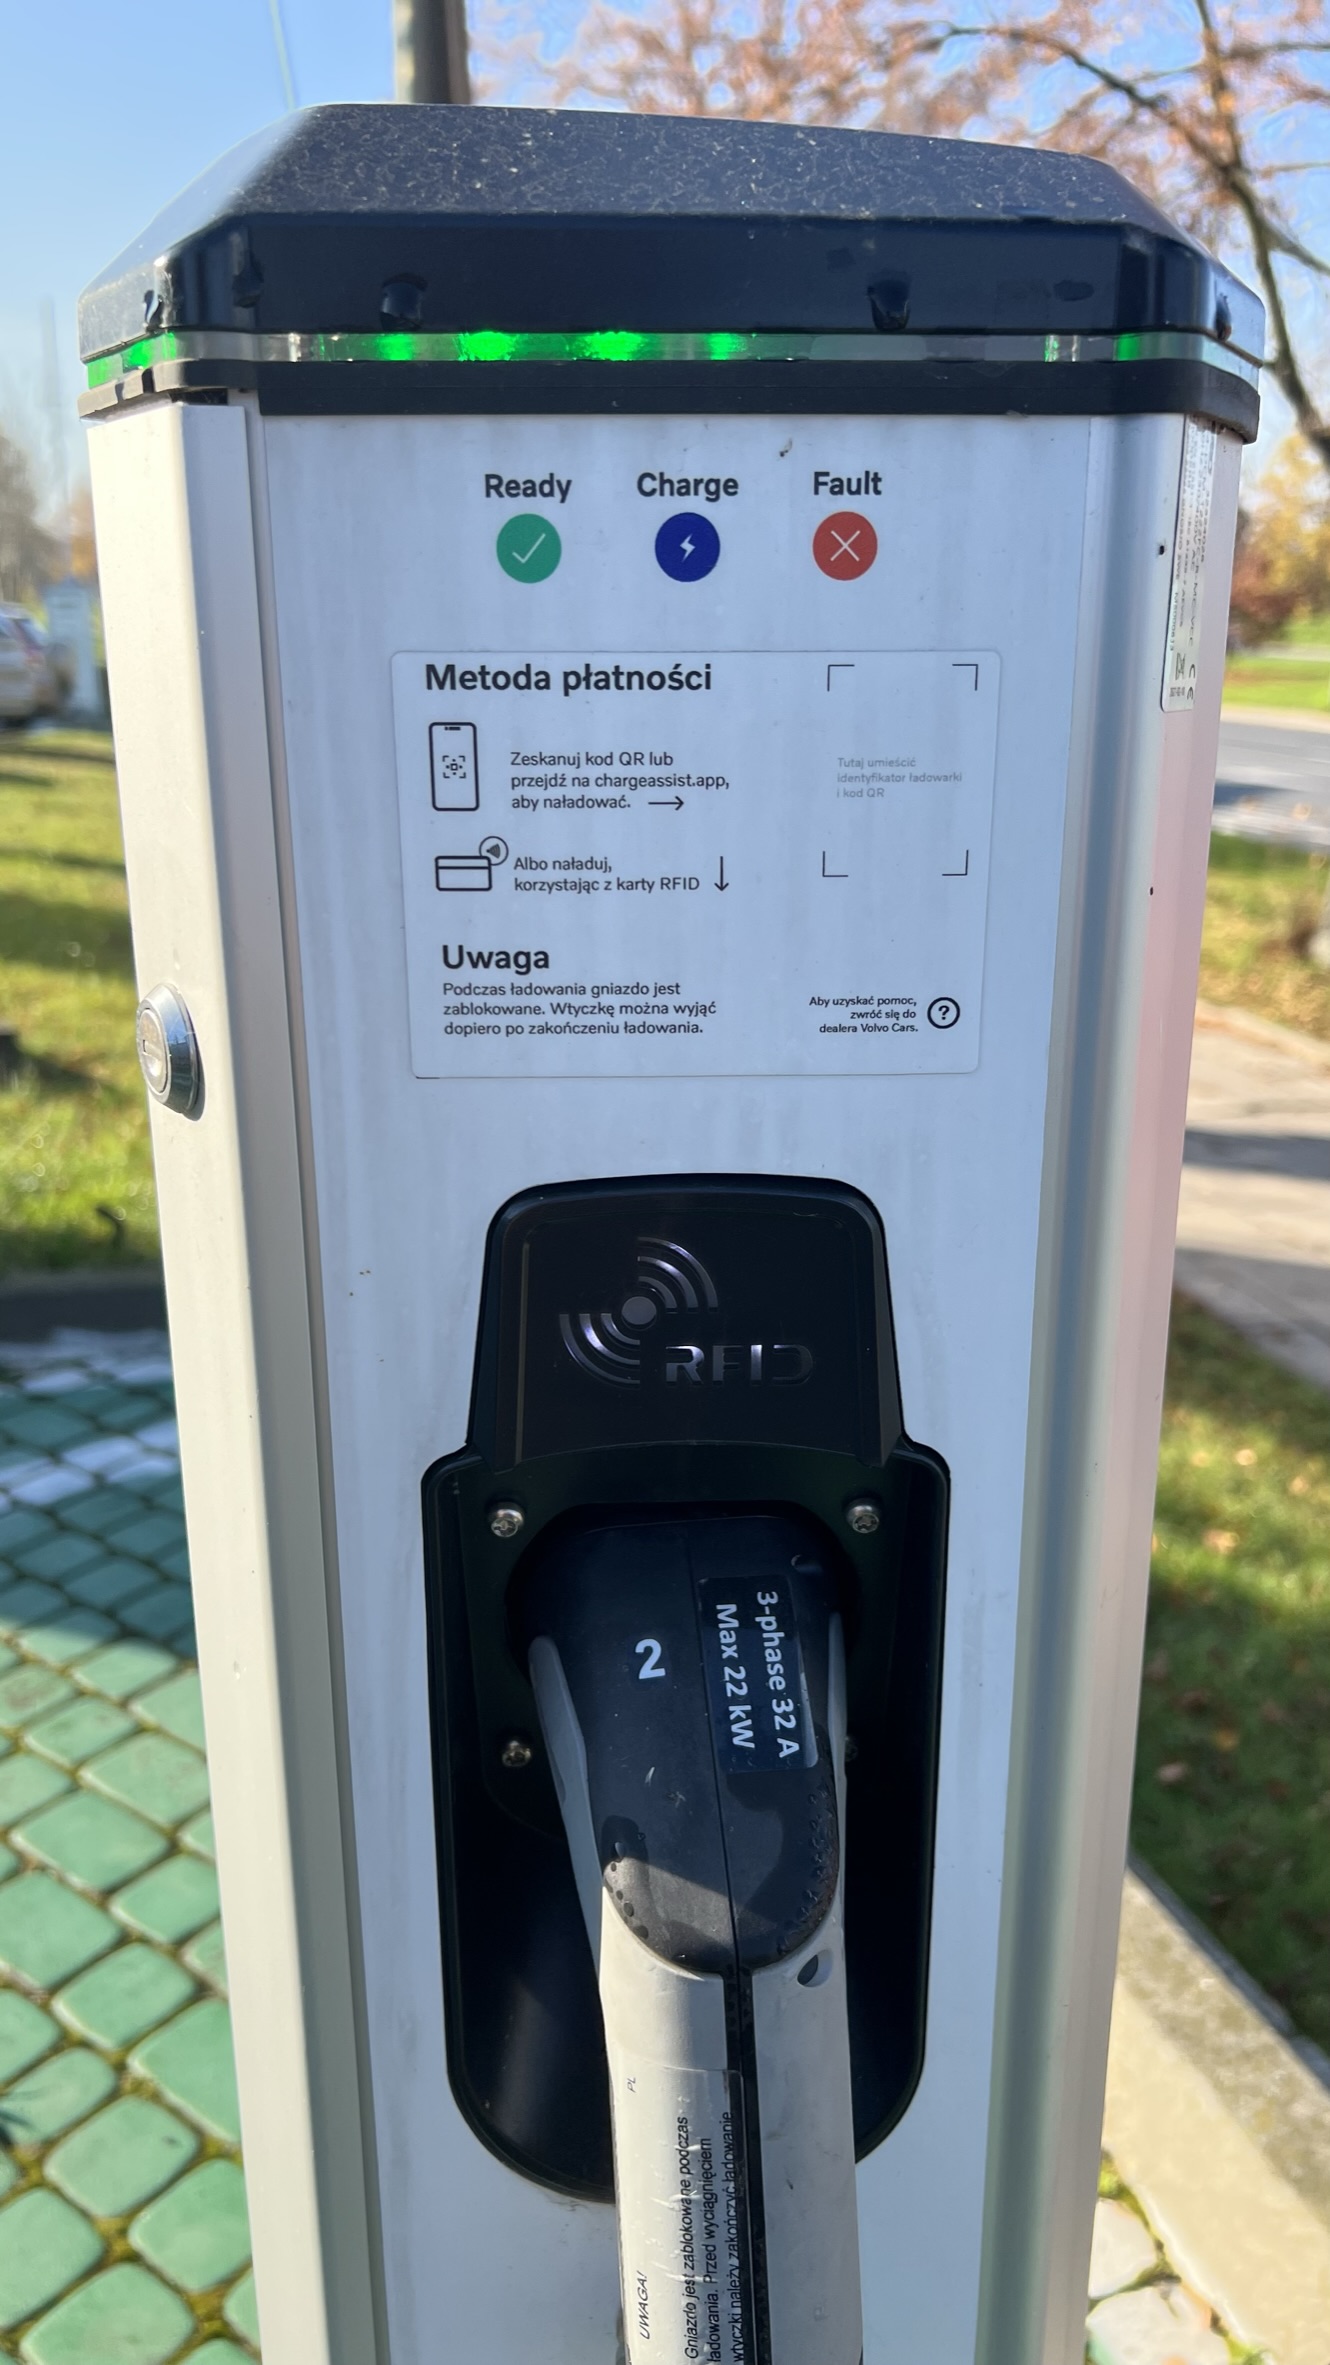 Ready Charge Fault
Metoda płatności
Zeskanuj kod QR lub
przejdź na chargeassist.app,
aby naładować.
Tutaj umieścić
identyfikator ładowarki
i kod QR
Albo naładuj,
korzystając z karty RFID
Uwaga
Podczas ładowania gniazdo jest
zablokowane. Wtyczkę można wyjąć
dopiero po zakończeniu ładowania.
Aby uzyskać pomoc,
zwróć się do
dealera Volvo Cars.
?
RFID
2
3-phase 32 A
Max 22 kW
PL
UWAGA!
Gniazdo jest zablokowane podczas
ładowania. Przed wyciągnięciem
wtyczki należy zakończyć ładowanie